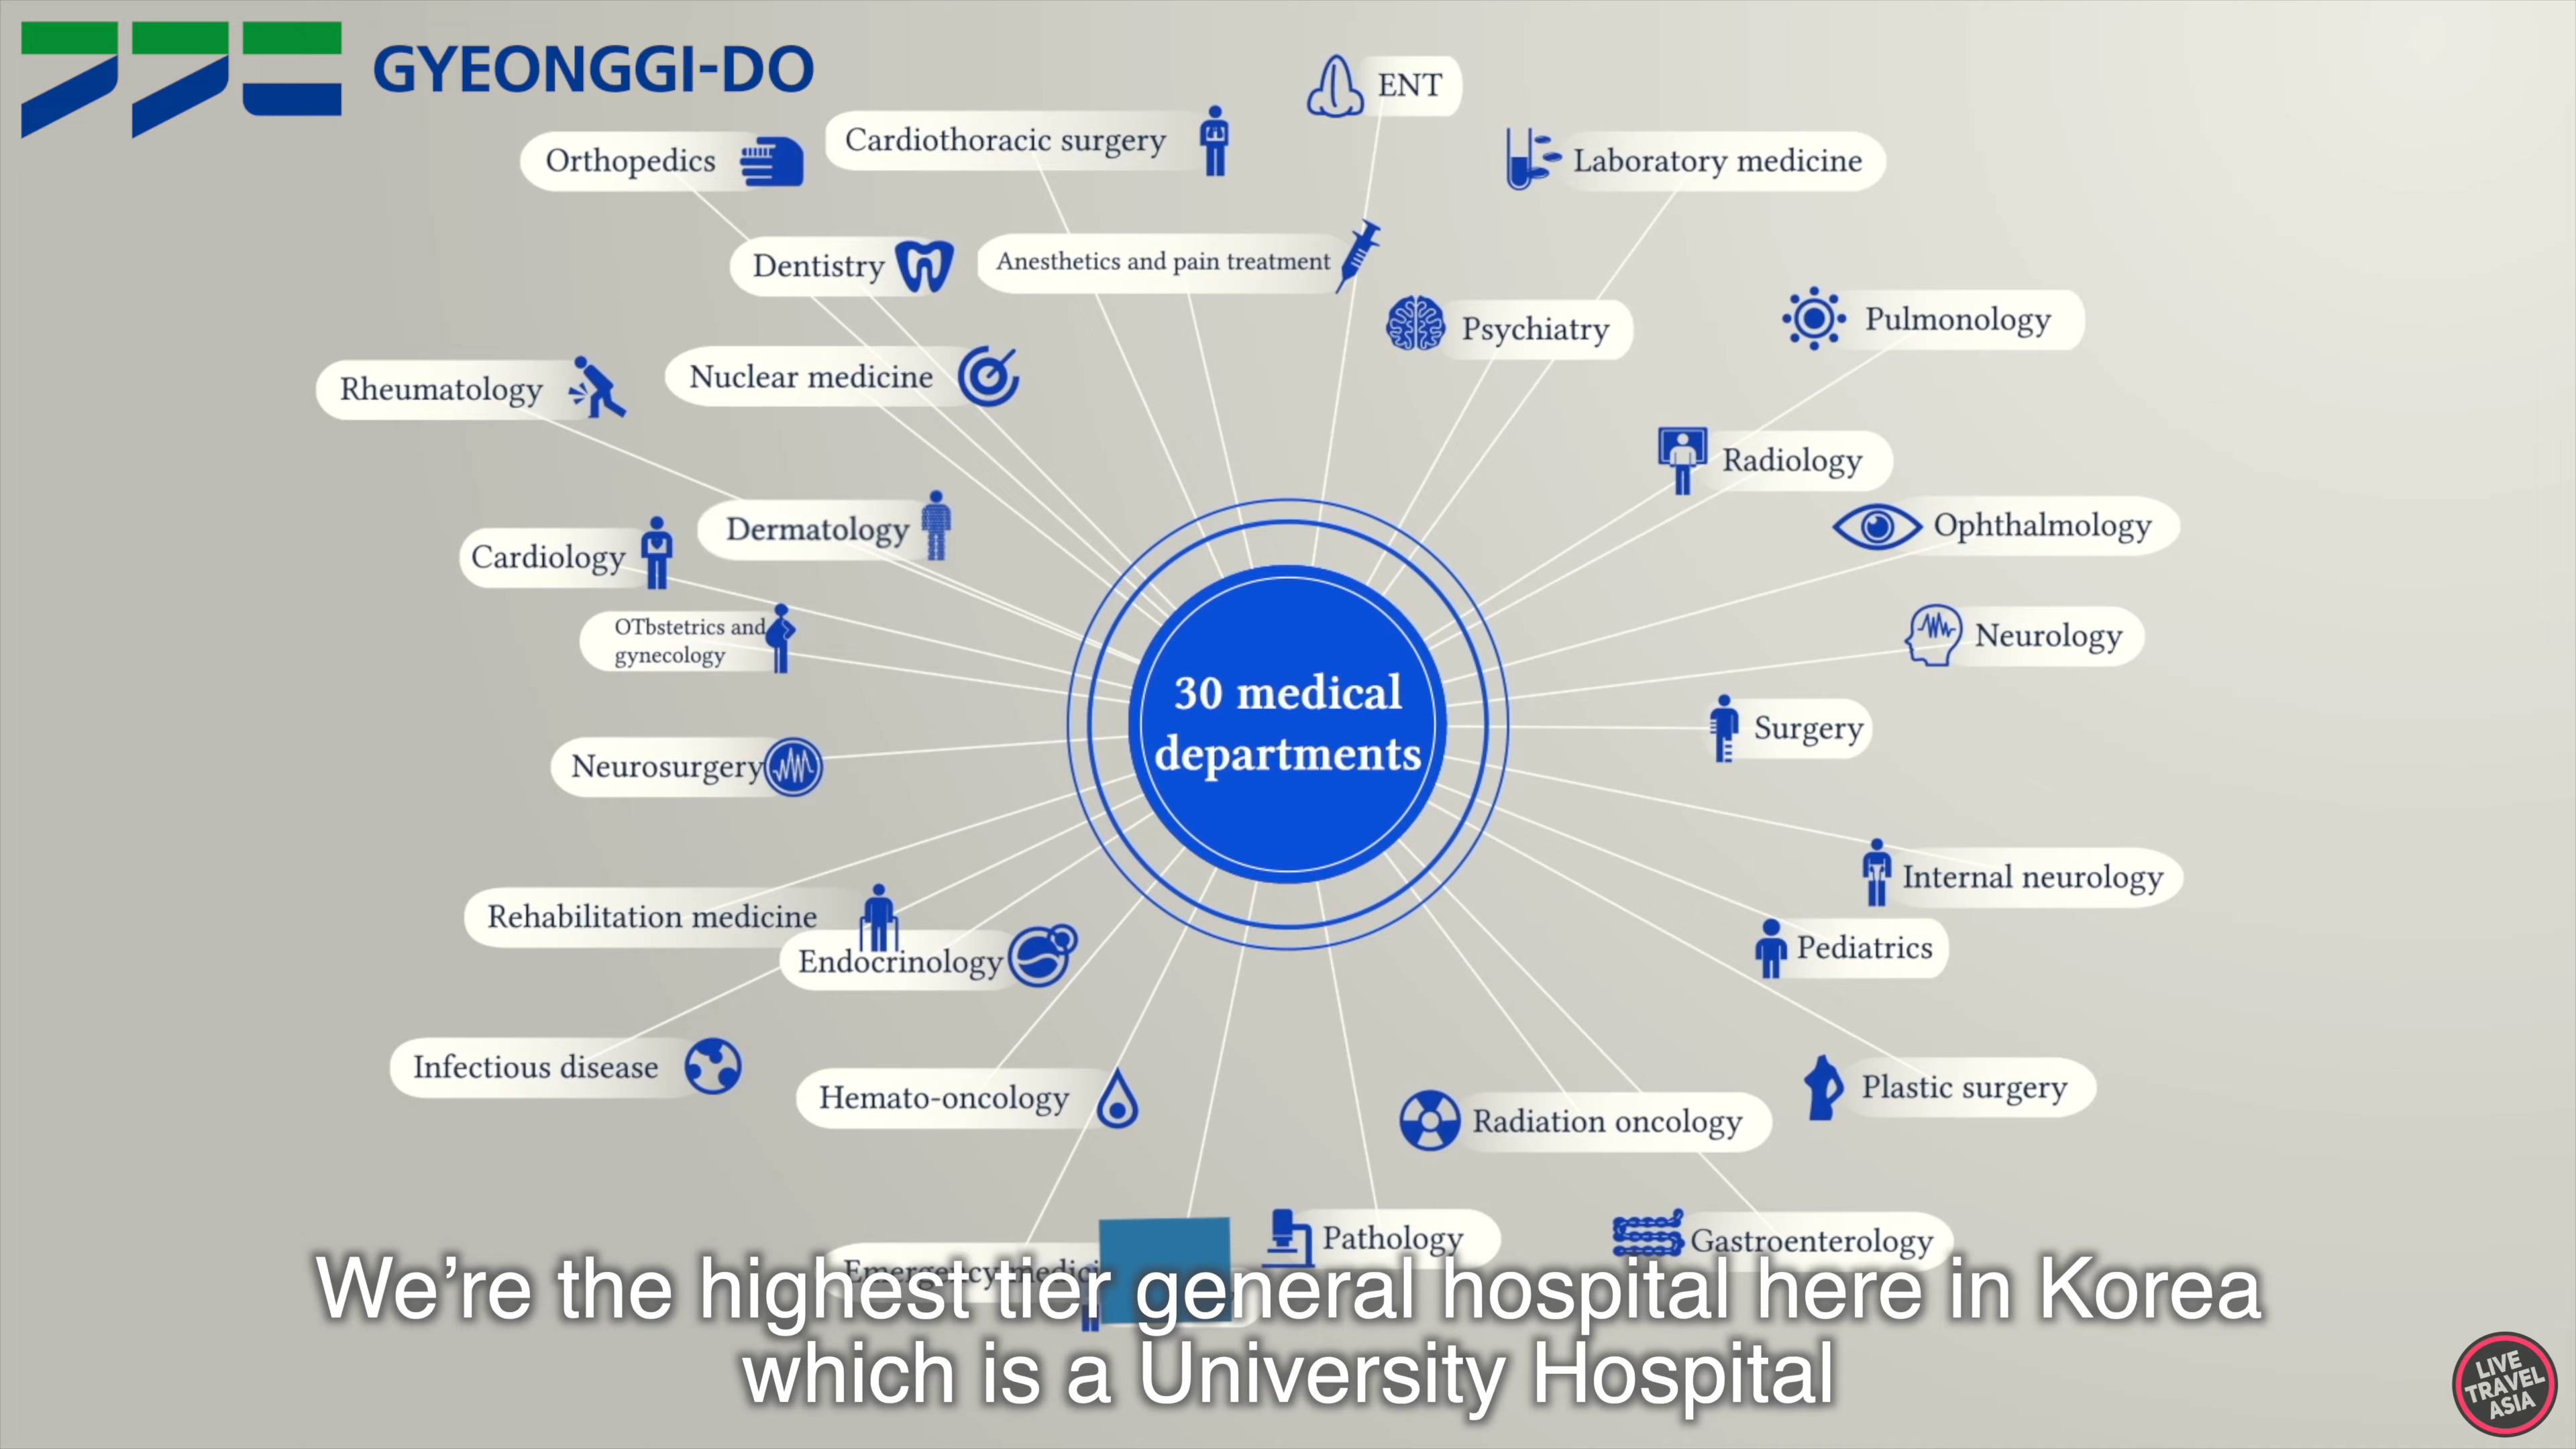 GYEONGGI-DO
ENT
Cardiothoracic surgery
Orthopedics
Laboratory medicine
Dentistry
Anesthetics and pain treatment
Psychiatry
Pulmonology
Rheumatology
Nuclear medicine
Radiology
Ophthalmology
Dermatology
Cardiology
OTbstetrics and
gynecology
Neurology
30 medical
departments
Surgery
Neurosurgery
Internal neurology
Rehabilitation medicine
Pediatrics
Endocrinology
Infectious disease
Plastic surgery
Hemato-oncology
Radiation oncology
Pathology
Gastroenterology
Emergency
We're the highest tier general hospital here in Korea
which is a University Hospital
LIVE
TRAVEL
ASIA